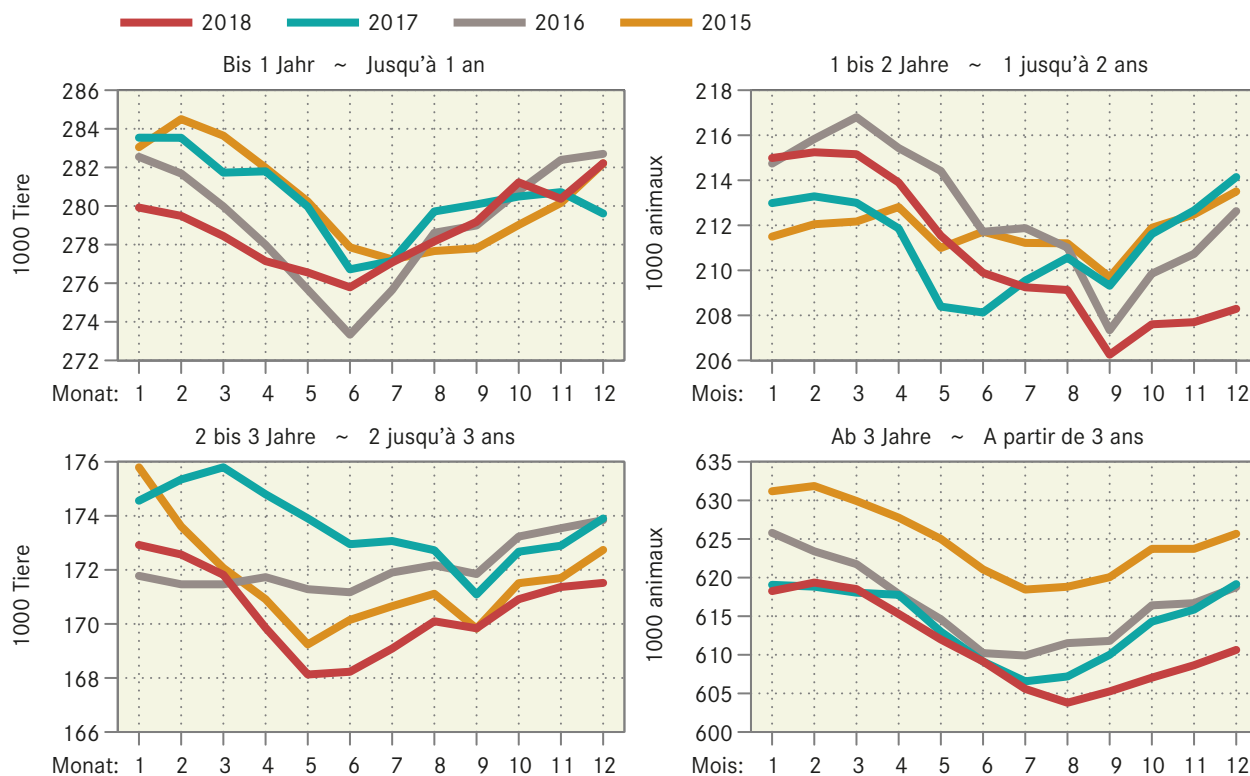 2018 2017 2016 2015
Bis 1 Jahr ~ Jusqu'à 1 an
1000 Tiere
286
284
282
280
278
276
274
272
Monat: 1 2 3 4 5 6 7 8 9 10 11 12
1 bis 2 Jahre ~ 1 jusqu'à 2 ans
1000 animaux
218
216
214
212
210
208
206
Mois: 1 2 3 4 5 6 7 8 9 10 11 12
2 bis 3 Jahre ~ 2 jusqu'à 3 ans
1000 Tiere
176
174
172
170
168
166
Monat: 1 2 3 4 5 6 7 8 9 10 11 12
Ab 3 Jahre ~ A partir de 3 ans
1000 animaux
635
630
625
620
615
610
605
600
Mois: 1 2 3 4 5 6 7 8 9 10 11 12